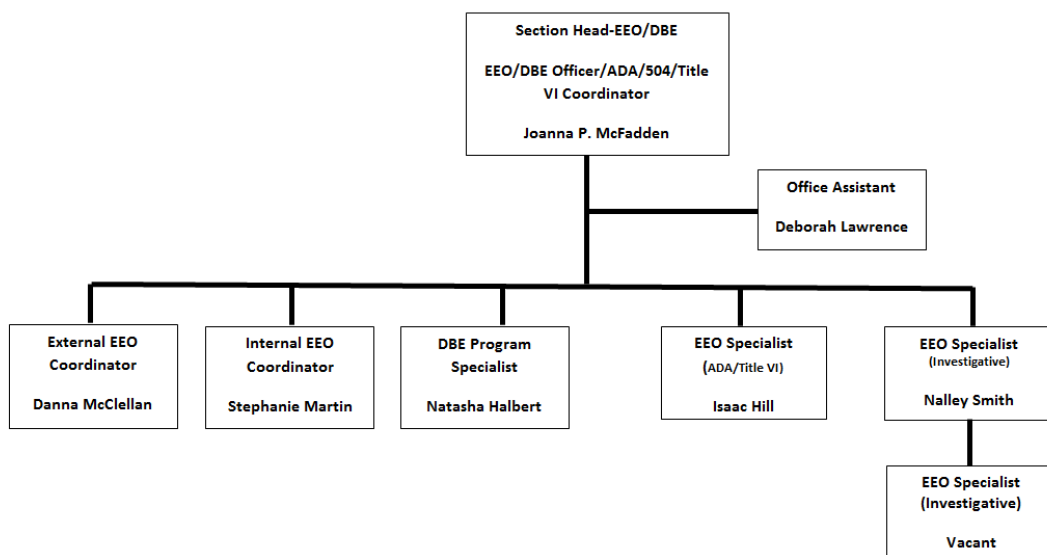 Section Head-EEO/DBE
EEO/DBE Officer/ADA/504/Title
VI Coordinator
Joanna P. McFadden
Office Assistant
Deborah Lawrence
External EEO
Coordinator
Danna McClellan
Internal EEO
Coordinator
Stephanie Martin
DBE Program
Specialist
Natasha Halbert
EEO Specialist
(ADA/Title VI)
Isaac Hill
EEO Specialist
(Investigative)
Nalley Smith
EEO Specialist
(Investigative)
Vacant